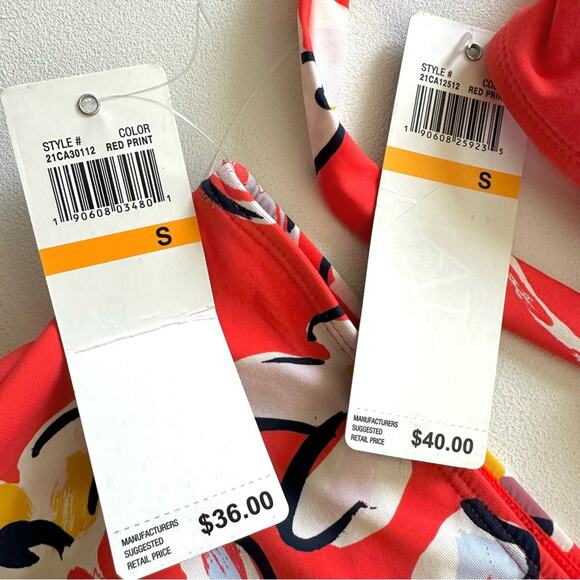 STYLE # COLOR
21CA30112 RED PRINT
1 90608 03480 1
S
MANUFACTURERS
SUGGESTED
RETAIL PRICE
$36.00
STYLE # COLOR
21CA12512 RED PRINT
1 90608 25923 5
S
MANUFACTURERS
SUGGESTED
RETAIL PRICE
$40.00